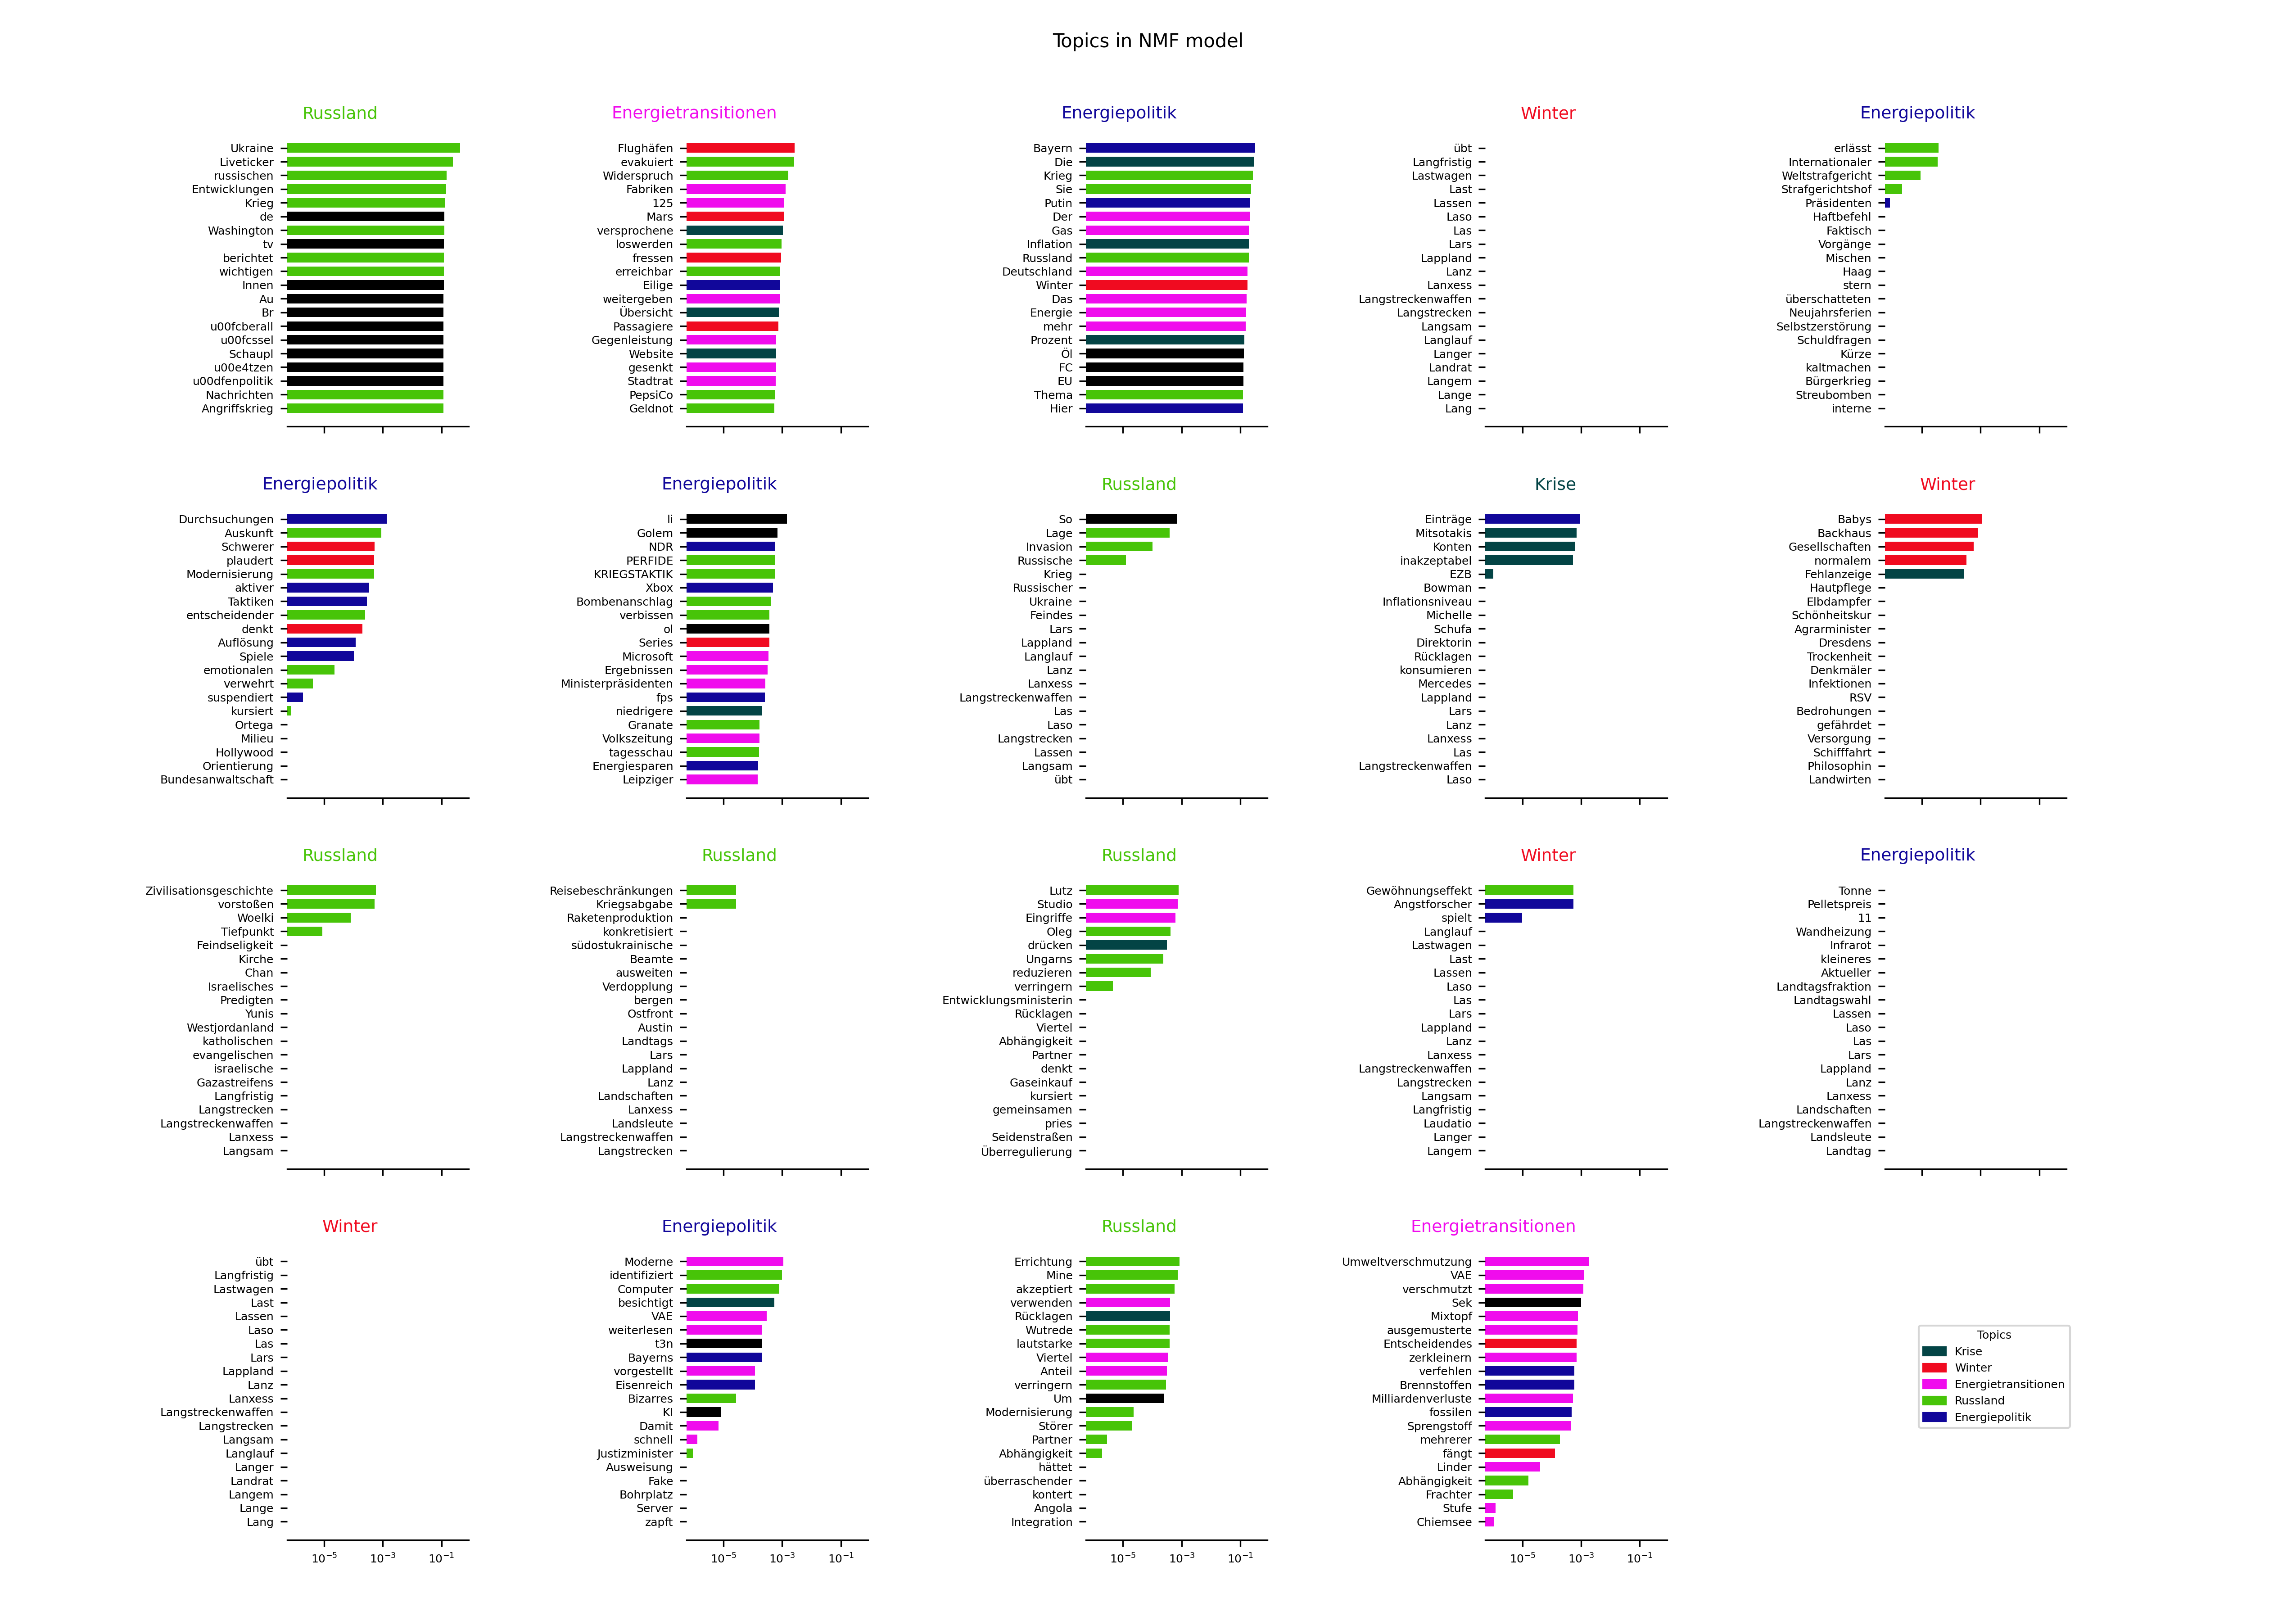 Topics in NMF model
Russland
Ukraine
Liveticker
russischen
Entwicklungen
Krieg
de
Washington
tv
berichtet
wichtigen
Innen
Au
Br
u00fcberall
u00fcssel
Schaupl
u00e4tzen
u00dfenpolitik
Nachrichten
Angriffskrieg
Energietransitionen
Flughäfen
evakuiert
Widerspruch
Fabriken
125
Mars
versprochene
loswerden
fressen
erreichbar
Eilige
weitergeben
Übersicht
Passagiere
Gegenleistung
Website
gesenkt
Stadtrat
PepsiCo
Geldnot
Energiepolitik
Bayern
Die
Krieg
Sie
Putin
Der
Gas
Inflation
Russland
Deutschland
Winter
Das
Energie
mehr
Prozent
Öl
FC
EU
Thema
Hier
Winter
übt
Langfristig
Lastwagen
Last
Lassen
Laso
Las
Lars
Lappland
Lanz
Lanxess
Langstreckenwaffen
Langstrecken
Langsam
Langlauf
Langer
Landrat
Langem
Lange
Lang
Energiepolitik
erlässt
Internationaler
Weltstrafgericht
Strafgerichtshof
Präsidenten
Haftbefehl
Faktisch
Vorgänge
Mischen
Haag
stern
überschatteten
Neujahrsferien
Selbstzerstörung
Schuldfragen
Kürze
kaltmachen
Bürgerkrieg
Streubomben
interne
Energiepolitik
Durchsuchungen
Auskunft
Schwerer
plaudert
Modernisierung
aktiver
Taktiken
entscheidender
denkt
Auflösung
Spiele
emotionalen
verwehrt
suspendiert
kursiert
Ortega
Milieu
Hollywood
Orientierung
Bundesanwaltschaft
Energiepolitik
li
Golem
NDR
PERFIDE
KRIEGSTAKTIK
Xbox
Bombenanschlag
verbissen
ol
Series
Microsoft
Ergebnissen
Ministerpräsidenten
fps
niedrigere
Granate
Volkszeitung
tagesschau
Energiesparen
Leipziger
Russland
So
Lage
Invasion
Russische
Krieg
Russischer
Ukraine
Feindes
Lars
Lappland
Langlauf
Lanz
Lanxess
Langstreckenwaffen
Las
Laso
Langstrecken
Lassen
Langsam
übt
Krise
Einträge
Mitsotakis
Konten
inakzeptabel
EZB
Bowman
Inflationsniveau
Michelle
Schufa
Direktorin
Rücklagen
konsumieren
Mercedes
Lappland
Lars
Lanz
Lanxess
Las
Langstreckenwaffen
Laso
Winter
Babys
Backhaus
Gesellschaften
normalem
Fehlanzeige
Hautpflege
Elbdampfer
Schönheitskur
Agrarminister
Dresdens
Trockenheit
Denkmäler
Infektionen
RSV
Bedrohungen
gefährdet
Versorgung
Schifffahrt
Philosophin
Landwirten
Russland
Zivilisationsgeschichte
vorstoßen
Woelki
Tiefpunkt
Feindseligkeit
Kirche
Chan
Israelisches
Predigten
Yunis
Westjordanland
katholischen
evangelischen
israelische
Gazastreifens
Langfristig
Langstrecken
Langstreckenwaffen
Lanxess
Langsam
Russland
Reisebeschränkungen
Kriegsabgabe
Raketenproduktion
konkretisiert
südostukrainische
Beamte
ausweiten
Verdopplung
bergen
Ostfront
Austin
Landtags
Lars
Lappland
Lanz
Landschaften
Lanxess
Landsleute
Langstreckenwaffen
Langstrecken
Russland
Lutz
Studio
Eingriffe
Oleg
drücken
Ungarns
reduzieren
verringern
Entwicklungsministerin
Rücklagen
Viertel
Abhängigkeit
Partner
denkt
Gaseinkauf
kursiert
gemeinsamen
pries
Seidenstraßen
Überregulierung
Winter
Gewöhnungseffekt
Angstforscher
spielt
Langlauf
Lastwagen
Last
Lassen
Laso
Las
Lars
Lappland
Lanz
Lanxess
Langstreckenwaffen
Langstrecken
Langsam
Langfristig
Laudatio
Langer
Langem
Energiepolitik
Tonne
Pelletspreis
11
Wandheizung
Infrarot
kleineres
Aktueller
Landtagsfraktion
Landtagswahl
Lassen
Laso
Las
Lars
Lappland
Lanz
Lanxess
Landschaften
Langstreckenwaffen
Landsleute
Landtag
Winter
übt
Langfristig
Lastwagen
Last
Lassen
Laso
Las
Lars
Lappland
Lanz
Lanxess
Langstreckenwaffen
Langstrecken
Langsam
Langlauf
Langer
Landrat
Langem
Lange
Lang
10⁻⁵ 10⁻³ 10⁻¹
Energiepolitik
Moderne
identifiziert
Computer
besichtigt
VAE
weiterlesen
t3n
Bayerns
vorgestellt
Eisenreich
Bizarres
KI
Damit
schnell
Justizminister
Ausweisung
Fake
Bohrplatz
Server
zapft
10⁻⁵ 10⁻³ 10⁻¹
Russland
Errichtung
Mine
akzeptiert
verwenden
Rücklagen
Wutrede
lautstarke
Viertel
Anteil
verringern
Um
Modernisierung
Störer
Partner
Abhängigkeit
hättet
überraschender
kontert
Angola
Integration
10⁻⁵ 10⁻³ 10⁻¹
Energietransitionen
Umweltverschmutzung
VAE
verschmutzt
Sek
Mixtopf
ausgemusterte
Entscheidendes
zerkleinern
verfehlen
Brennstoffen
Milliardenverluste
fossilen
Sprengstoff
mehrerer
fängt
Linder
Abhängigkeit
Frachter
Stufe
Chiemsee
10⁻⁵ 10⁻³ 10⁻¹
Topics
Krise
Winter
Energietransitionen
Russland
Energiepolitik